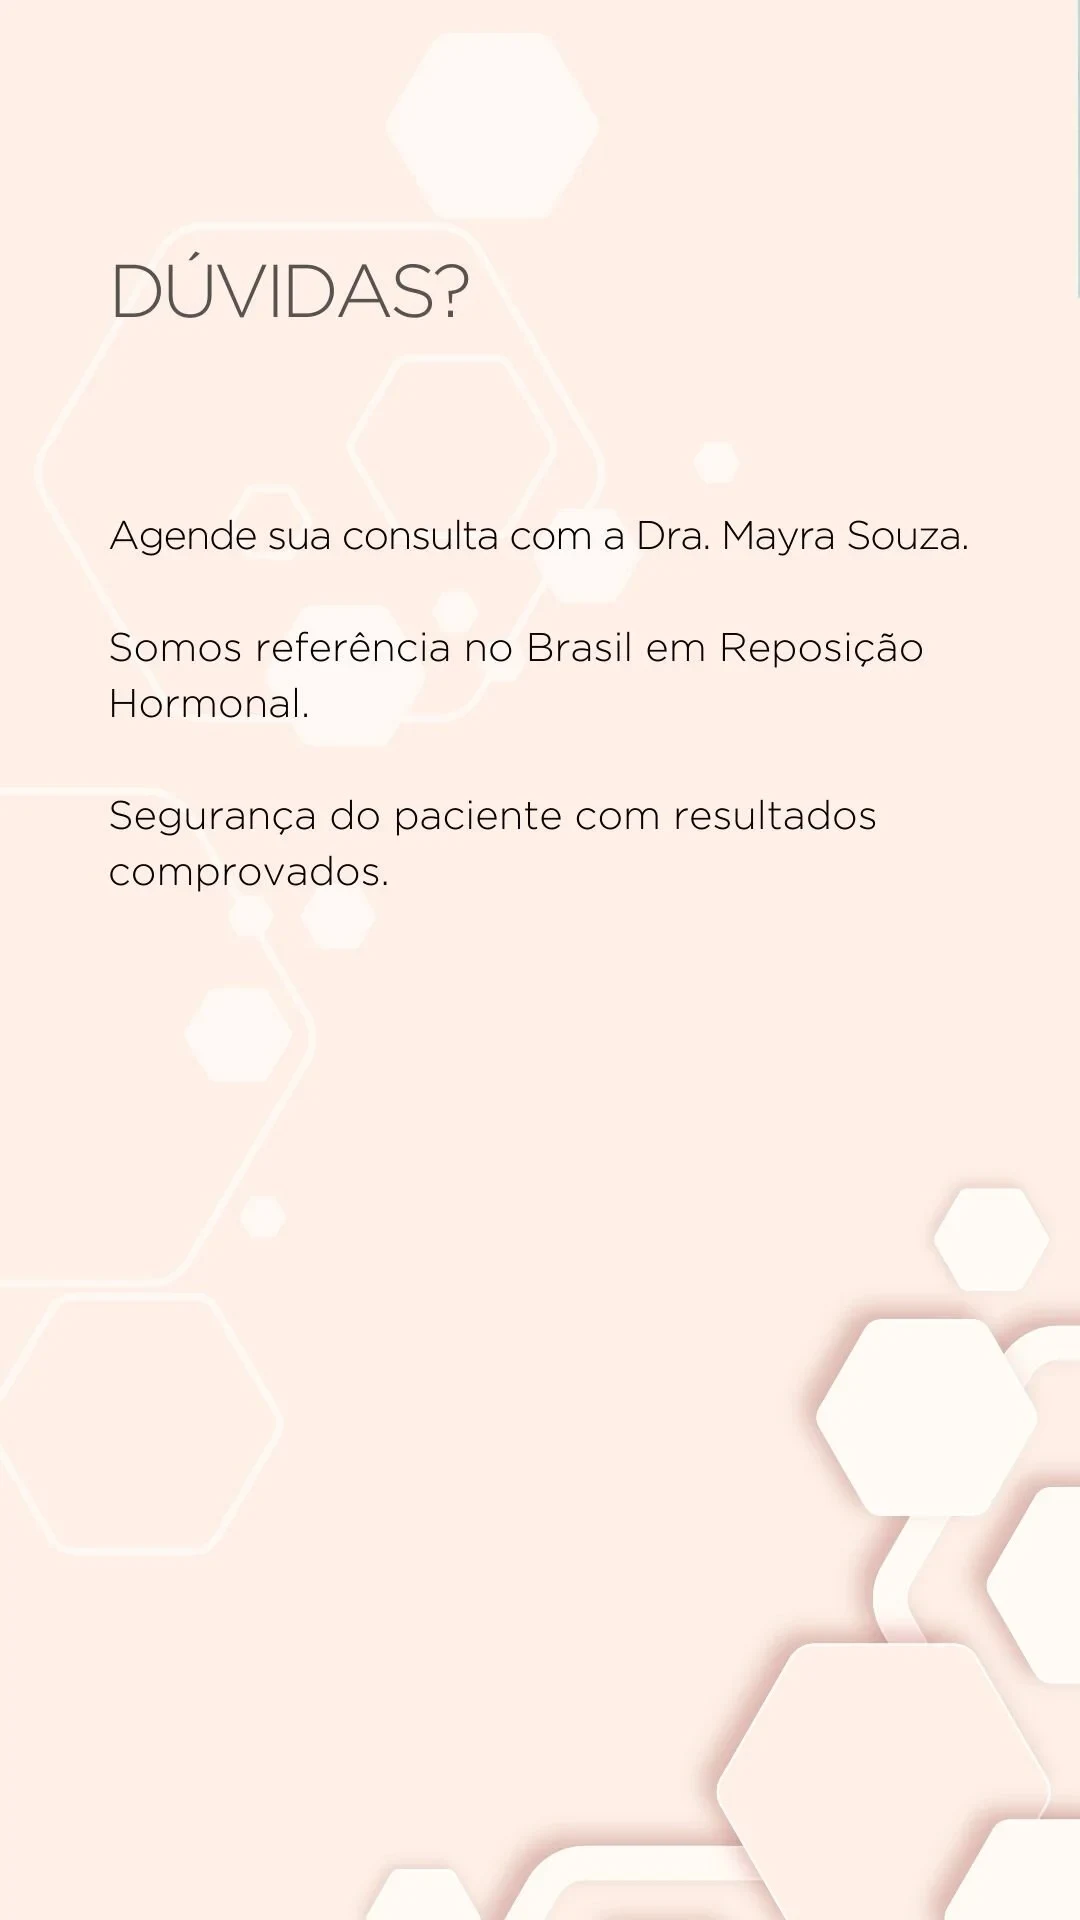 DÚVIDAS?
Agende sua consulta com a Dra. Mayra Souza.
Somos referência no Brasil em Reposição
Hormonal.
Segurança do paciente com resultados
comprovados.